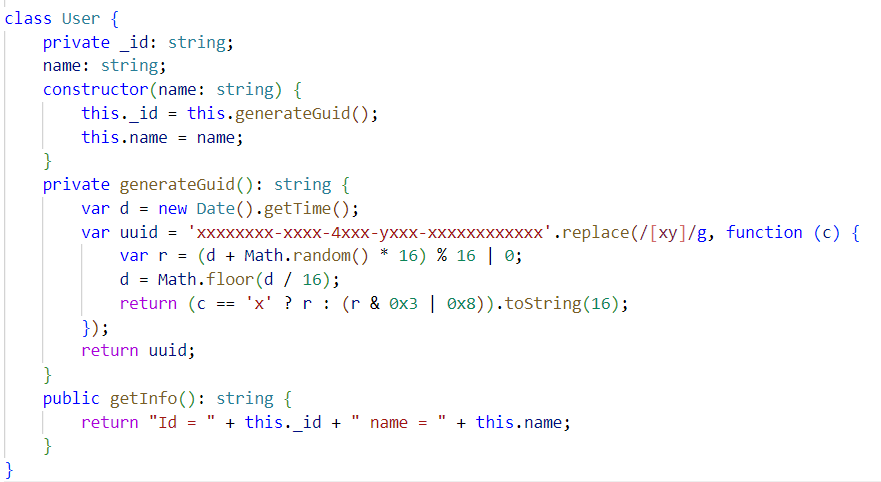 class User {
    private _id: string;
    name: string;
    constructor(name: string) {
        this._id = this.generateGuid();
        this.name = name;
    }
    private generateGuid(): string {
        var d = new Date().getTime();
        var uuid = 'xxxxxxxx-xxxx-4xxx-yxxx-xxxxxxxxxxxx'.replace(/[xy]/g, function (c) {
            var r = (d + Math.random() * 16) % 16 | 0;
            d = Math.floor(d / 16);
            return (c == 'x' ? r : (r & 0x3 | 0x8)).toString(16);
        });
        return uuid;
    }
    public getInfo(): string {
        return "Id = " + this._id + " name = " + this.name;
    }
}